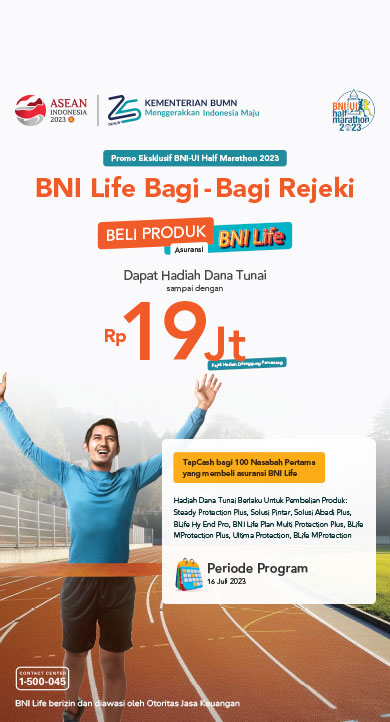 ASEAN
INDONESIA
2023
25
TAHUN
KEMENTERIAN BUMN
Menggerakkan Indonesia Maju
BNI-UI
half
marathon
2023
Promo Eksklusif BNI-UI Half Marathon 2023
BNI Life Bagi - Bagi Rejeki
BELI PRODUK
Asuransi
BNI Life
Dapat Hadiah Dana Tunai
sampai dengan
Rp 19 Jt
Pajak Hadiah Ditanggung Pemenang
TapCash bagi 100 Nasabah Pertama
yang membeli asuransi BNI Life
Hadiah Dana Tunai Berlaku Untuk Pembelian Produk:
Steady Protection Plus, Solusi Pintar, Solusi Abadi Plus,
BLife Hy End Pro, BNI Life Plan Multi Protection Plus, BLife
MProtection Plus, Ultima Protection, BLife MProtection
Periode Program
16 Juli 2023
CONTACT CENTER
1-500-045
BNI Life berizin dan diawasi oleh Otoritas Jasa Keuangan